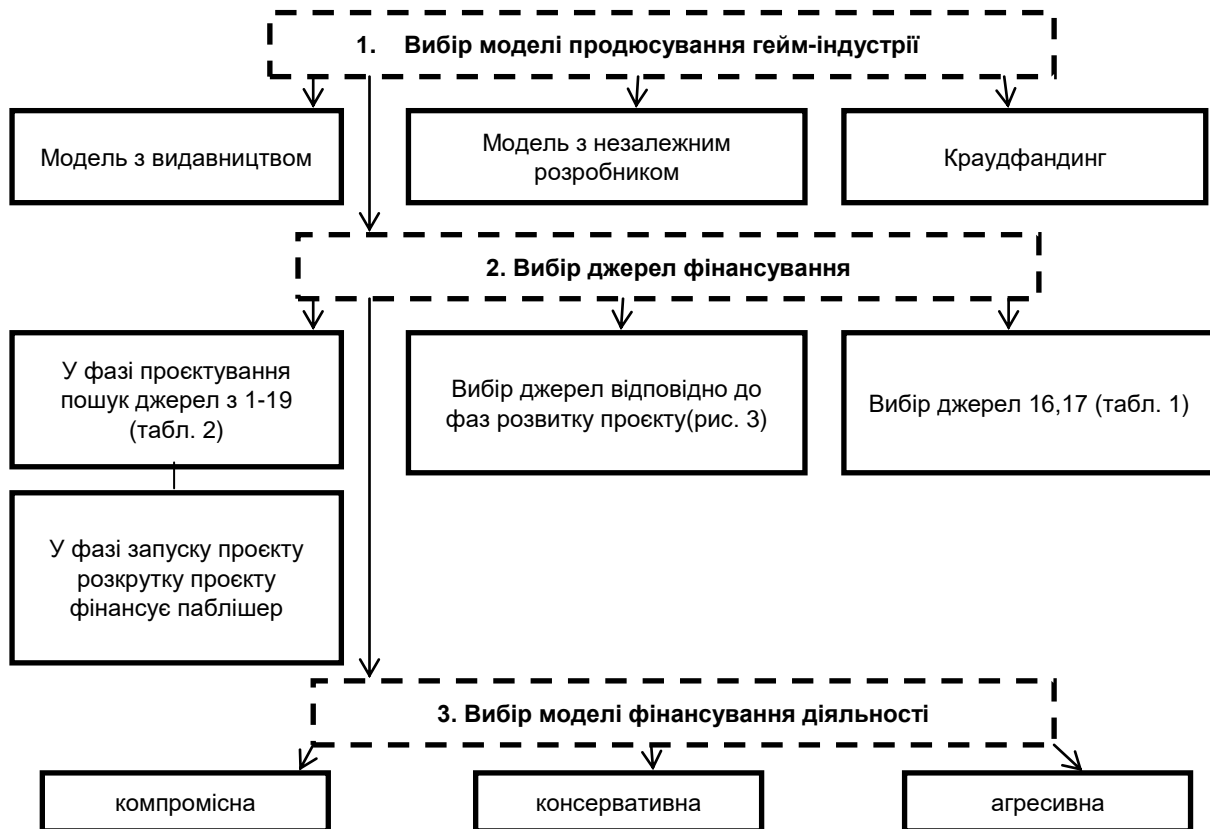 1. Вибір моделі продюсування гейм-індустрії
Модель з видавництвом
Модель з незалежним
розробником
Краудфандинг
2. Вибір джерел фінансування
У фазі проєктування
пошук джерел з 1-19
(табл. 2)
Вибір джерел відповідно до
фаз розвитку проєкту(рис. 3)
Вибір джерел 16,17 (табл. 1)
У фазі запуску проєкту
розкрутку проєкту
фінансує паблішер
3. Вибір моделі фінансування діяльності
компромісна
консервативна
агресивна